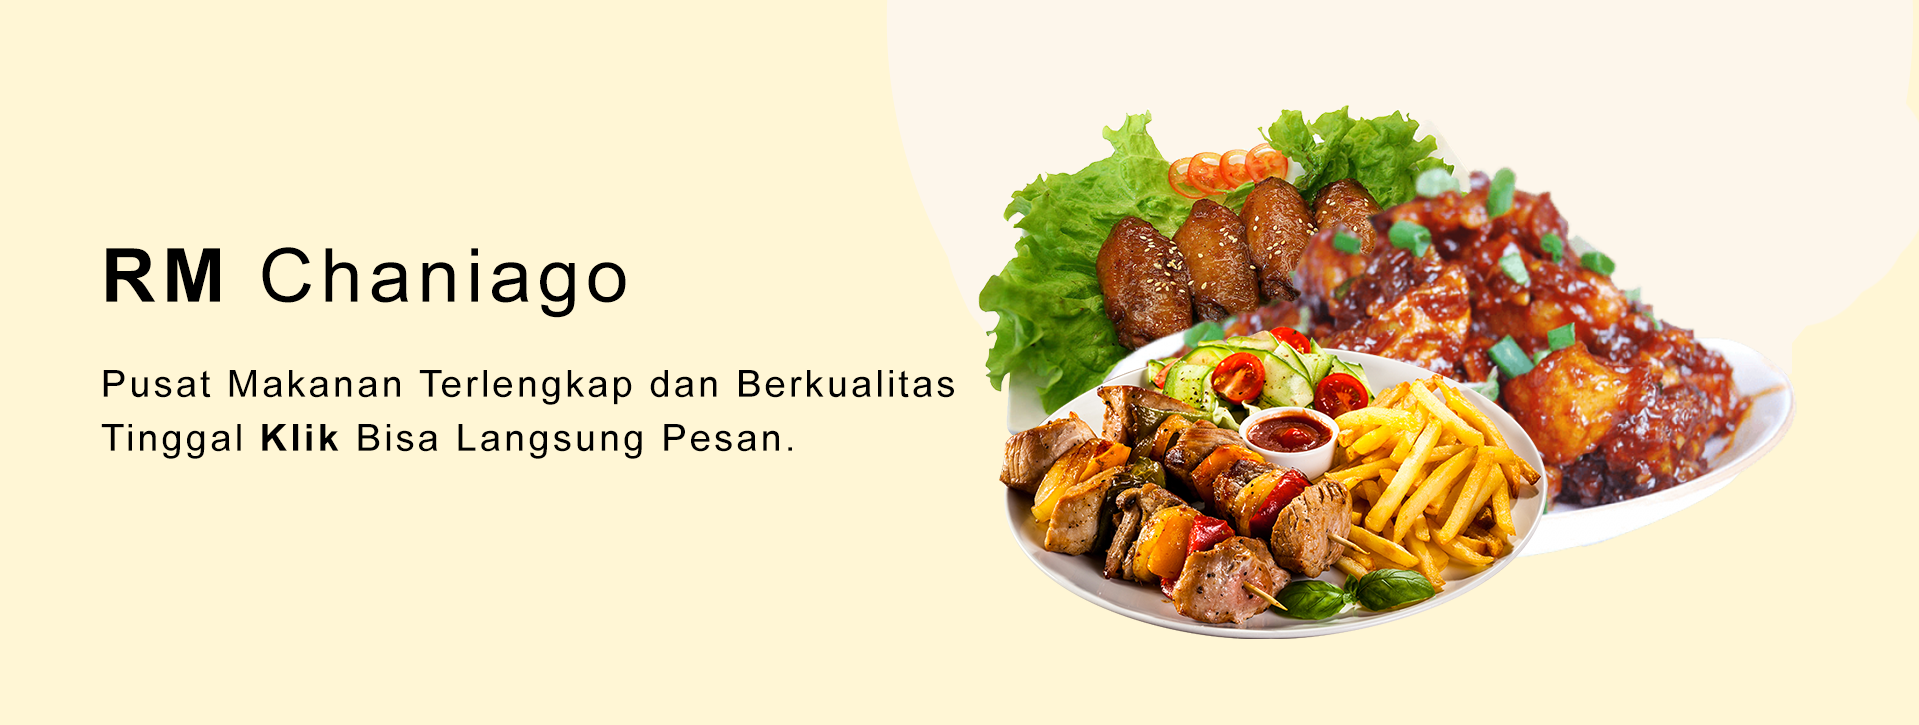 RM Chaniago
Pusat Makanan Terlengkap dan Berkualitas
Tinggal Klik Bisa Langsung Pesan.